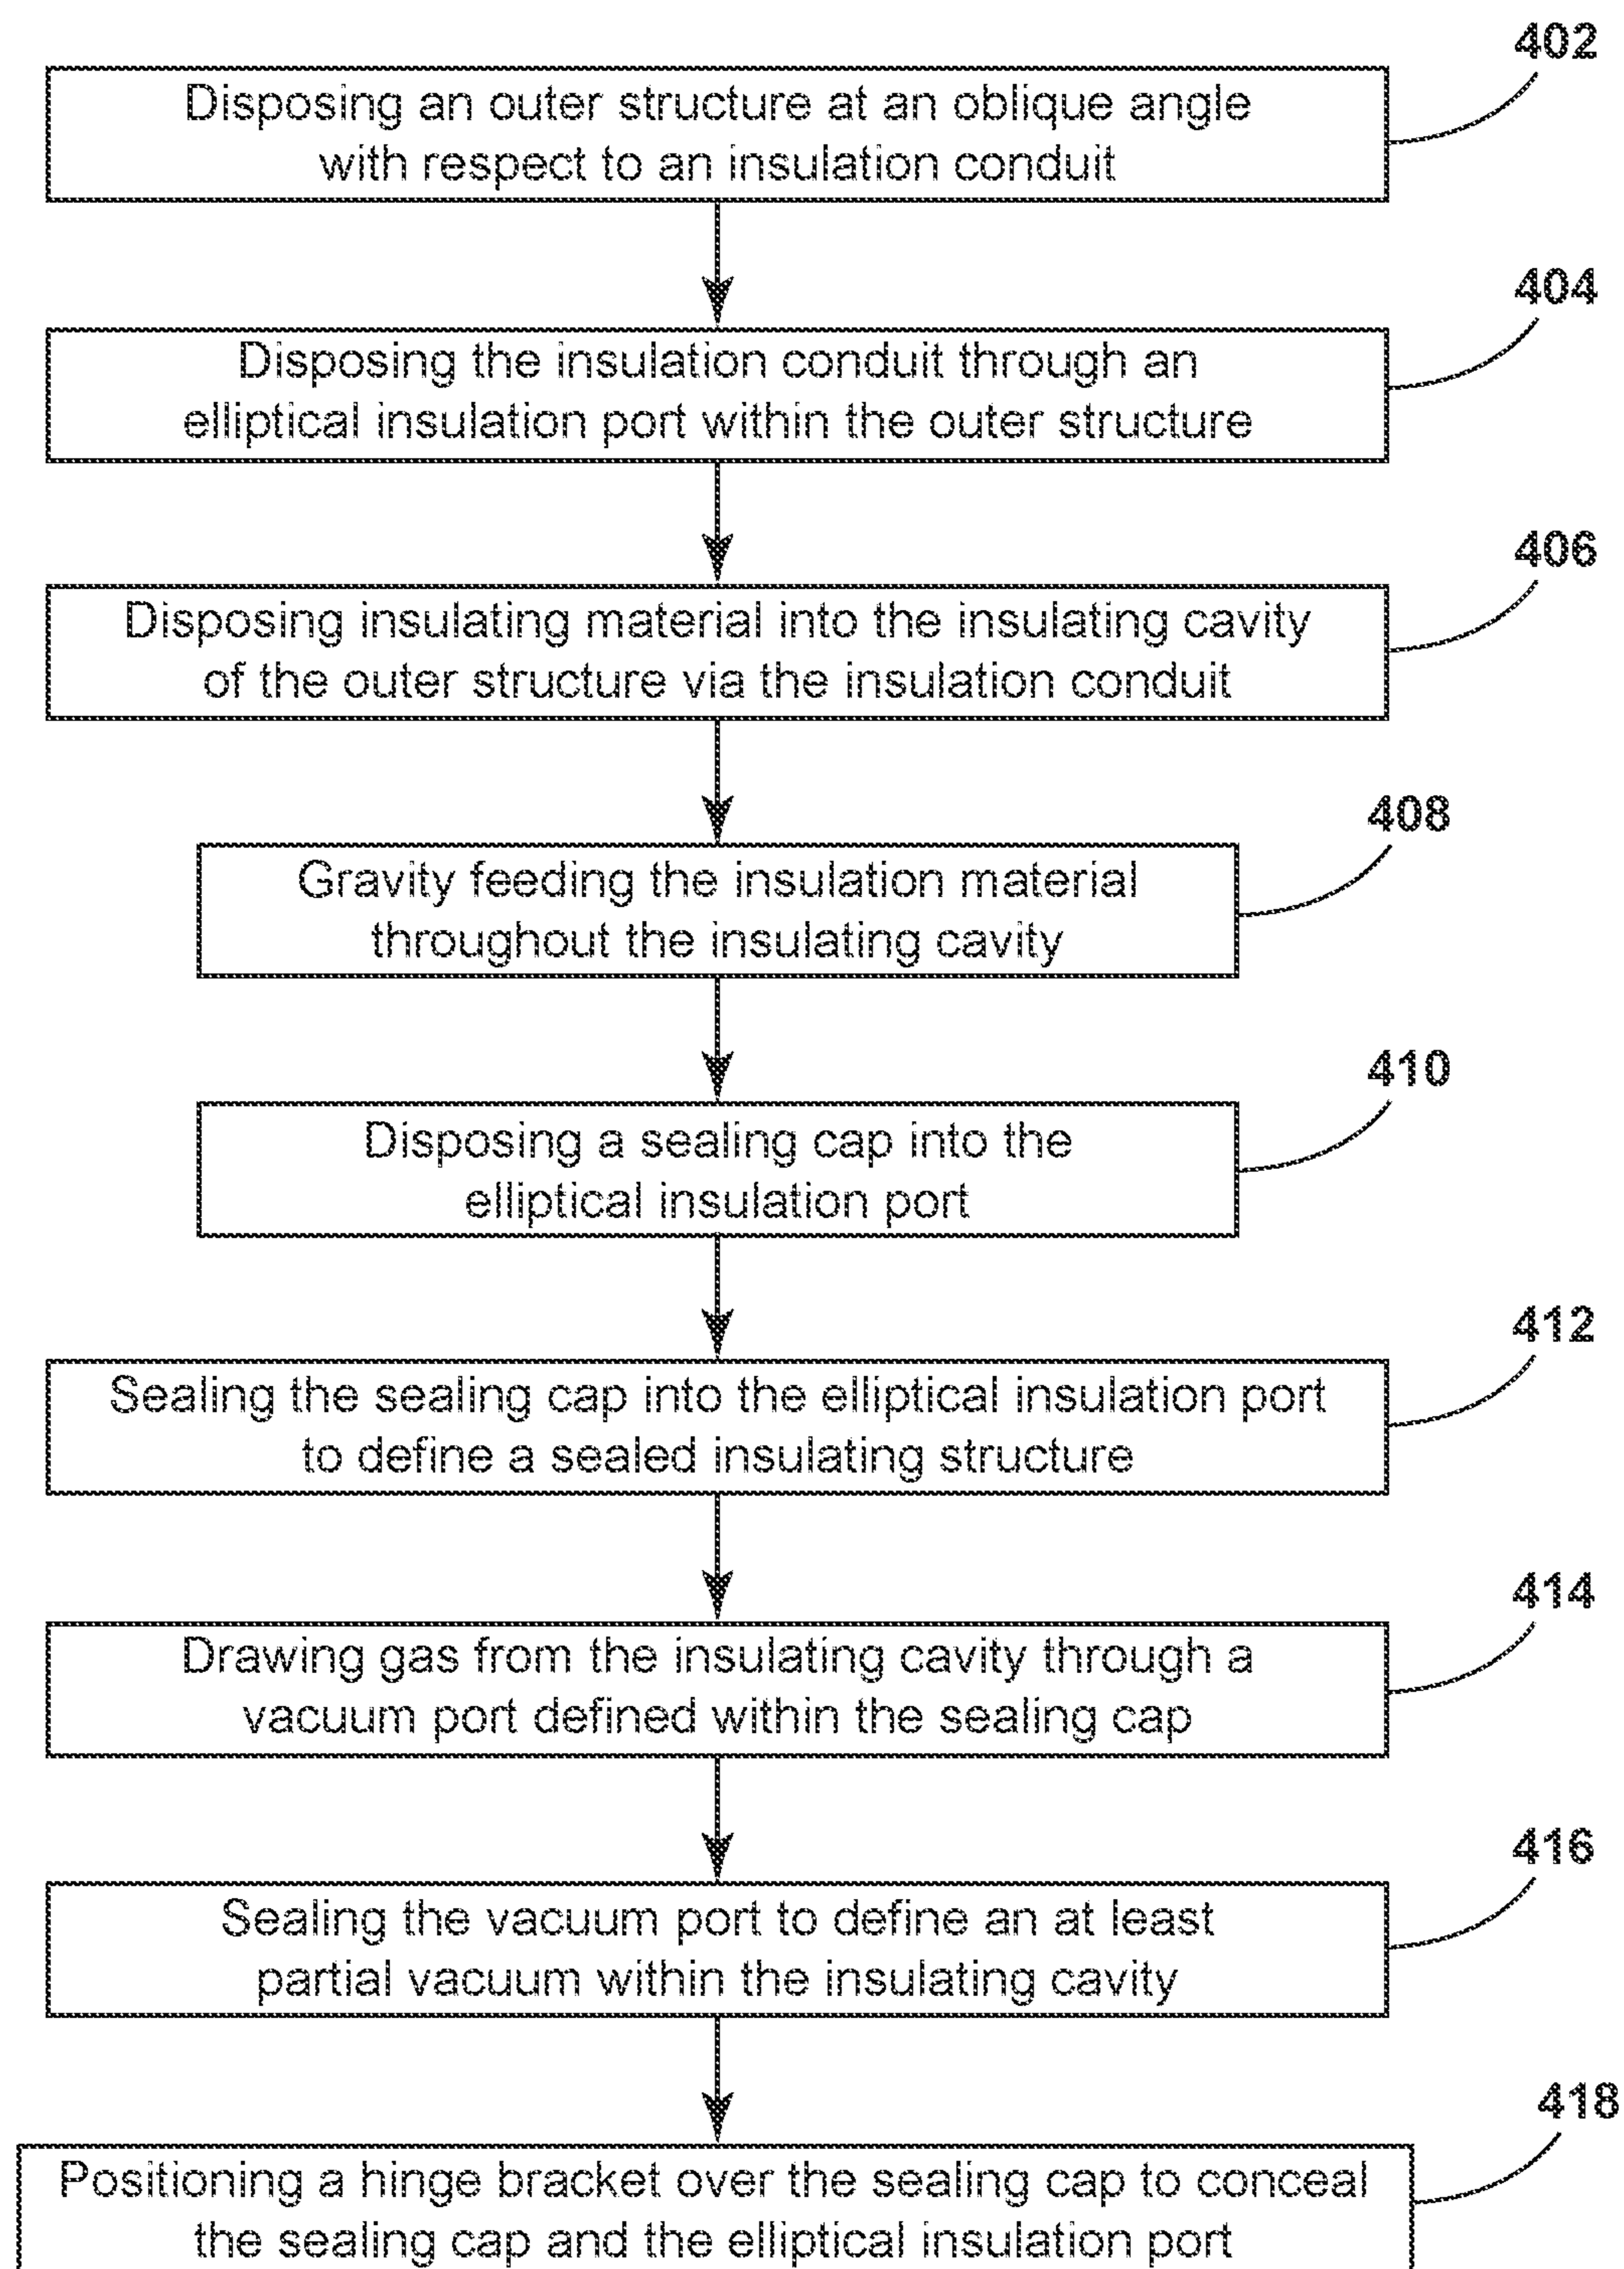 402
Disposing an outer structure at an oblique angle
with respect to an insulation conduit
404
Disposing the insulation conduit through an
elliptical insulation port within the outer structure
406
Disposing insulating material into the insulating cavity
of the outer structure via the insulation conduit
408
Gravity feeding the insulation material
throughout the insulating cavity
410
Disposing a sealing cap into the
elliptical insulation port
412
Sealing the sealing cap into the elliptical insulation port
to define a sealed insulating structure
414
Drawing gas from the insulating cavity through a
vacuum port defined within the sealing cap
416
Sealing the vacuum port to define an at least
partial vacuum within the insulating cavity
418
Positioning a hinge bracket over the sealing cap to conceal
the sealing cap and the elliptical insulation port